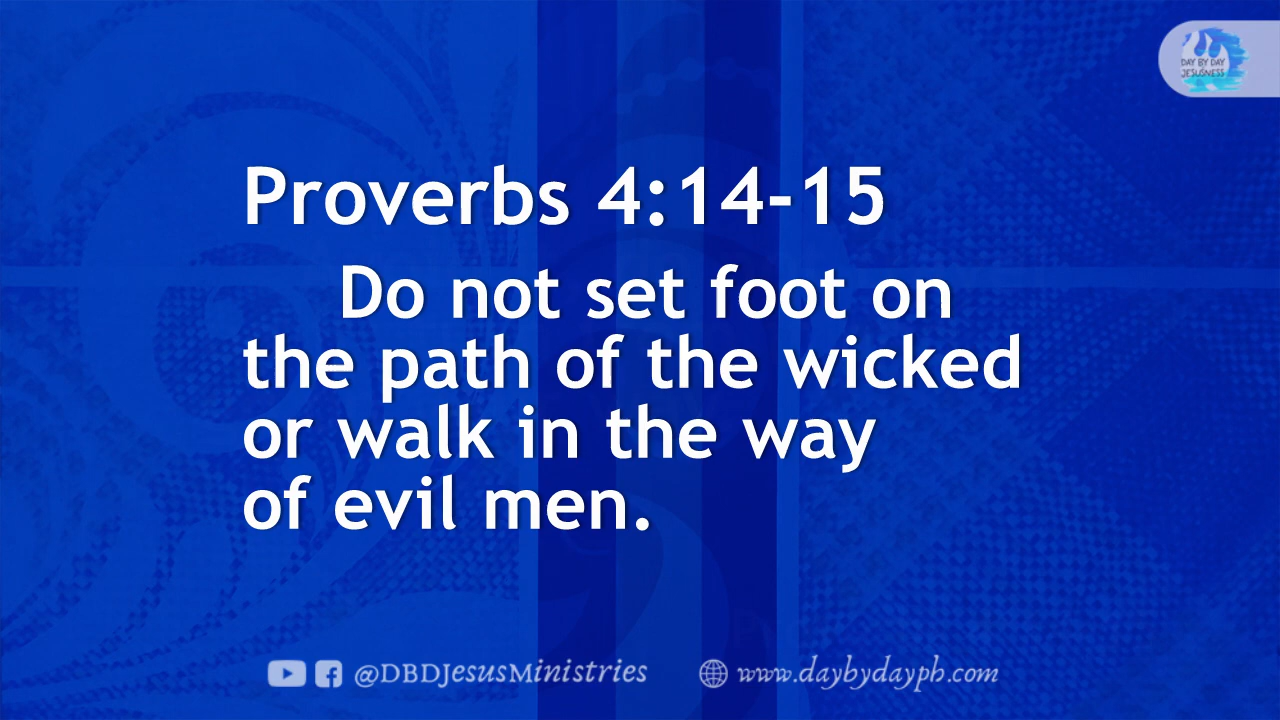 DAY BY DAY
JESUSNESS
Proverbs 4:14-15
Do not set foot on
the path of the wicked
or walk in the way
of evil men.
@DBDJesusMinistries www.daybydayph.com